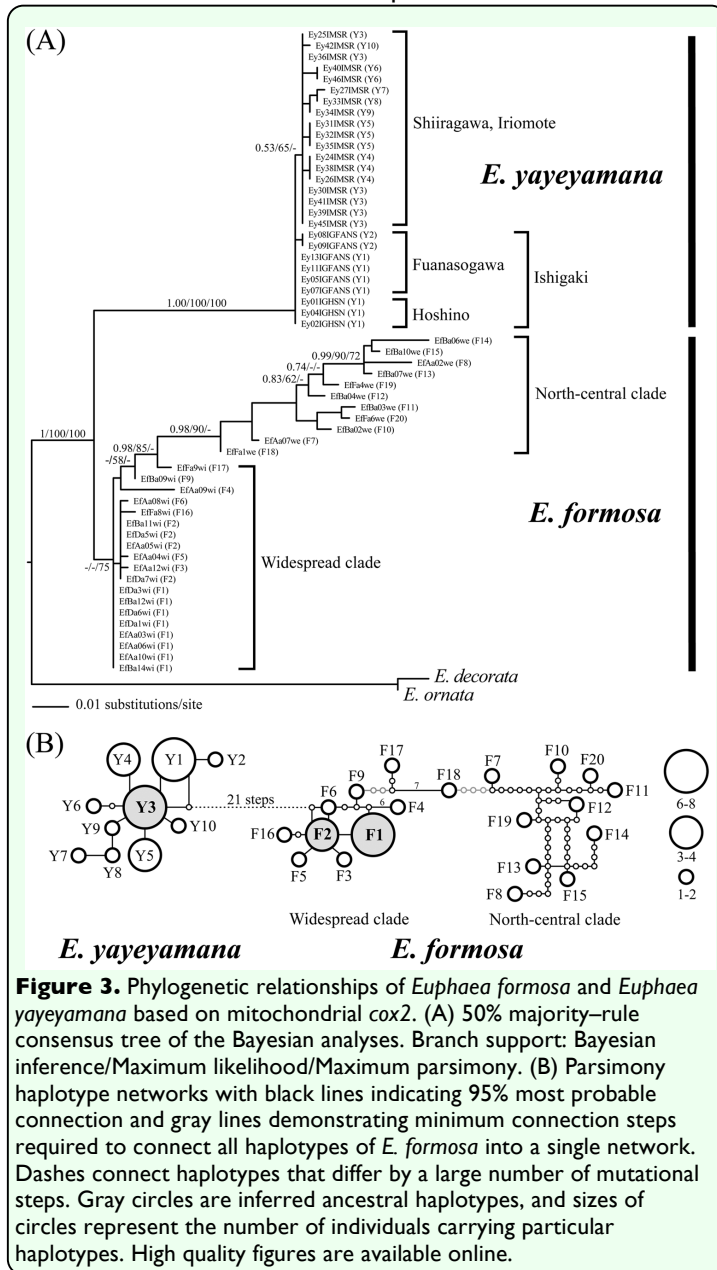 (A)
Ey25IMSR (Y3)
Ey42IMSR (Y10)
Ey36IMSR (Y3)
Ey40IMSR (Y6)
Ey46IMSR (Y6)
Ey27IMSR (Y7)
Ey33IMSR (Y8)
Ey34IMSR (Y9)
Ey31IMSR (Y5)
Ey32IMSR (Y5)
Ey35IMSR (Y5)
Ey24IMSR (Y4)
Ey38IMSR (Y4)
Ey26IMSR (Y4)
Ey30IMSR (Y3)
Ey41IMSR (Y3)
Ey39IMSR (Y3)
Ey45IMSR (Y3)
0.53/65/-
Shiiragawa, Iriomote
E. yayeyamana
Ey08IGFANS (Y2)
Ey09IGFANS (Y2)
Ey13IGFANS (Y1)
Ey11IGFANS (Y1)
Ey05IGFANS (Y1)
Ey07IGFANS (Y1)
Fuanasogawa
Ishigaki
Ey01IGHSN (Y1)
Ey04IGHSN (Y1)
Ey02IGHSN (Y1)
Hoshino
1.00/100/100
EfBa06we (F14)
EfBa10we (F15)
EfAa02we (F8)
EfBa07we (F13)
EfFa4we (F19)
EfBa04we (F12)
EfBa03we (F11)
EfFa6we (F20)
EfBa02we (F10)
EfAa07we (F7)
EfFa1we (F18)
0.99/90/72
0.74/-/-
0.83/62/-
0.98/90/-
0.98/85/-
-/58/-
1/100/100
North-central clade
E. formosa
EfFa9wi (F17)
EfBa09wi (F9)
EfAa09wi (F4)
EfAa08wi (F6)
EfFa8wi (F16)
EfBa11wi (F2)
EfDa5wi (F2)
EfAa05wi (F2)
EfAa04wi (F5)
EfAa12wi (F3)
EfDa7wi (F2)
EfDa3wi (F1)
EfBa12wi (F1)
EfDa6wi (F1)
EfDa1wi (F1)
EfAa03wi (F1)
EfAa06wi (F1)
EfAa10wi (F1)
EfBa14wi (F1)
-/-/75
Widespread clade
E. decorata
E. ornata
0.01 substitutions/site
(B)
Y4 Y1 Y2
Y6 Y3
Y9 Y10
Y7 Y8 Y5
21 steps
F17 F9 7 F18 F7 F10 F20 F11
F6 6 F4
F16 F2 F1
F5 F3
F19 F12 F14
F13 F8 F15
6-8
3-4
1-2
Widespread clade North-central clade
E. yayeyamana E. formosa
Figure 3. Phylogenetic relationships of Euphaea formosa and Euphaea
yayeyamana based on mitochondrial cox2. (A) 50% majority–rule
consensus tree of the Bayesian analyses. Branch support: Bayesian
inference/Maximum likelihood/Maximum parsimony. (B) Parsimony
haplotype networks with black lines indicating 95% most probable
connection and gray lines demonstrating minimum connection steps
required to connect all haplotypes of E. formosa into a single network.
Dashes connect haplotypes that differ by a large number of mutational
steps. Gray circles are inferred ancestral haplotypes, and sizes of
circles represent the number of individuals carrying particular
haplotypes. High quality figures are available online.